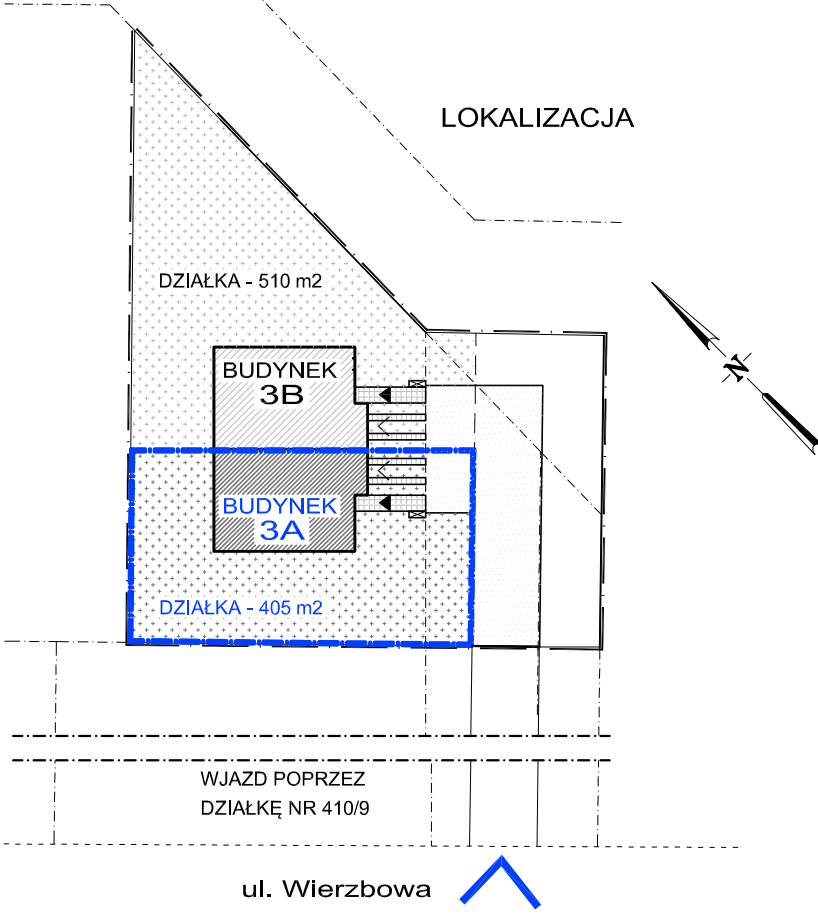 LOKALIZACJA
DZIAŁKA - 510 m2
BUDYNEK
3B
N
BUDYNEK
3A
DZIAŁKA - 405 m2
WJAZD POPRZEZ
DZIAŁKĘ NR 410/9
ul. Wierzbowa